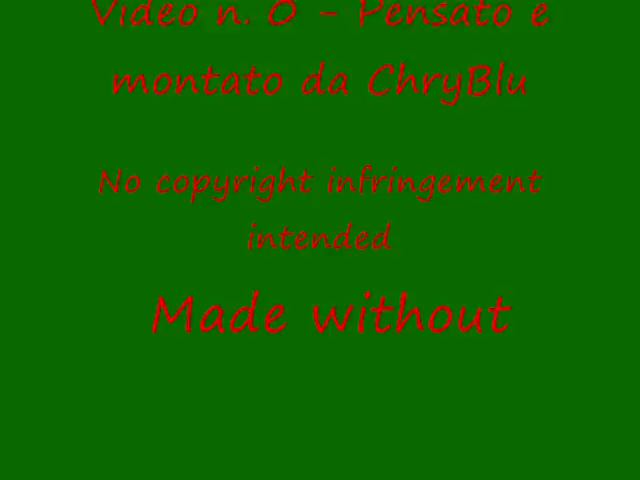 Video n. 0 - Pensato e
montato da ChryBlu
No copyright infringement
intended
Made without